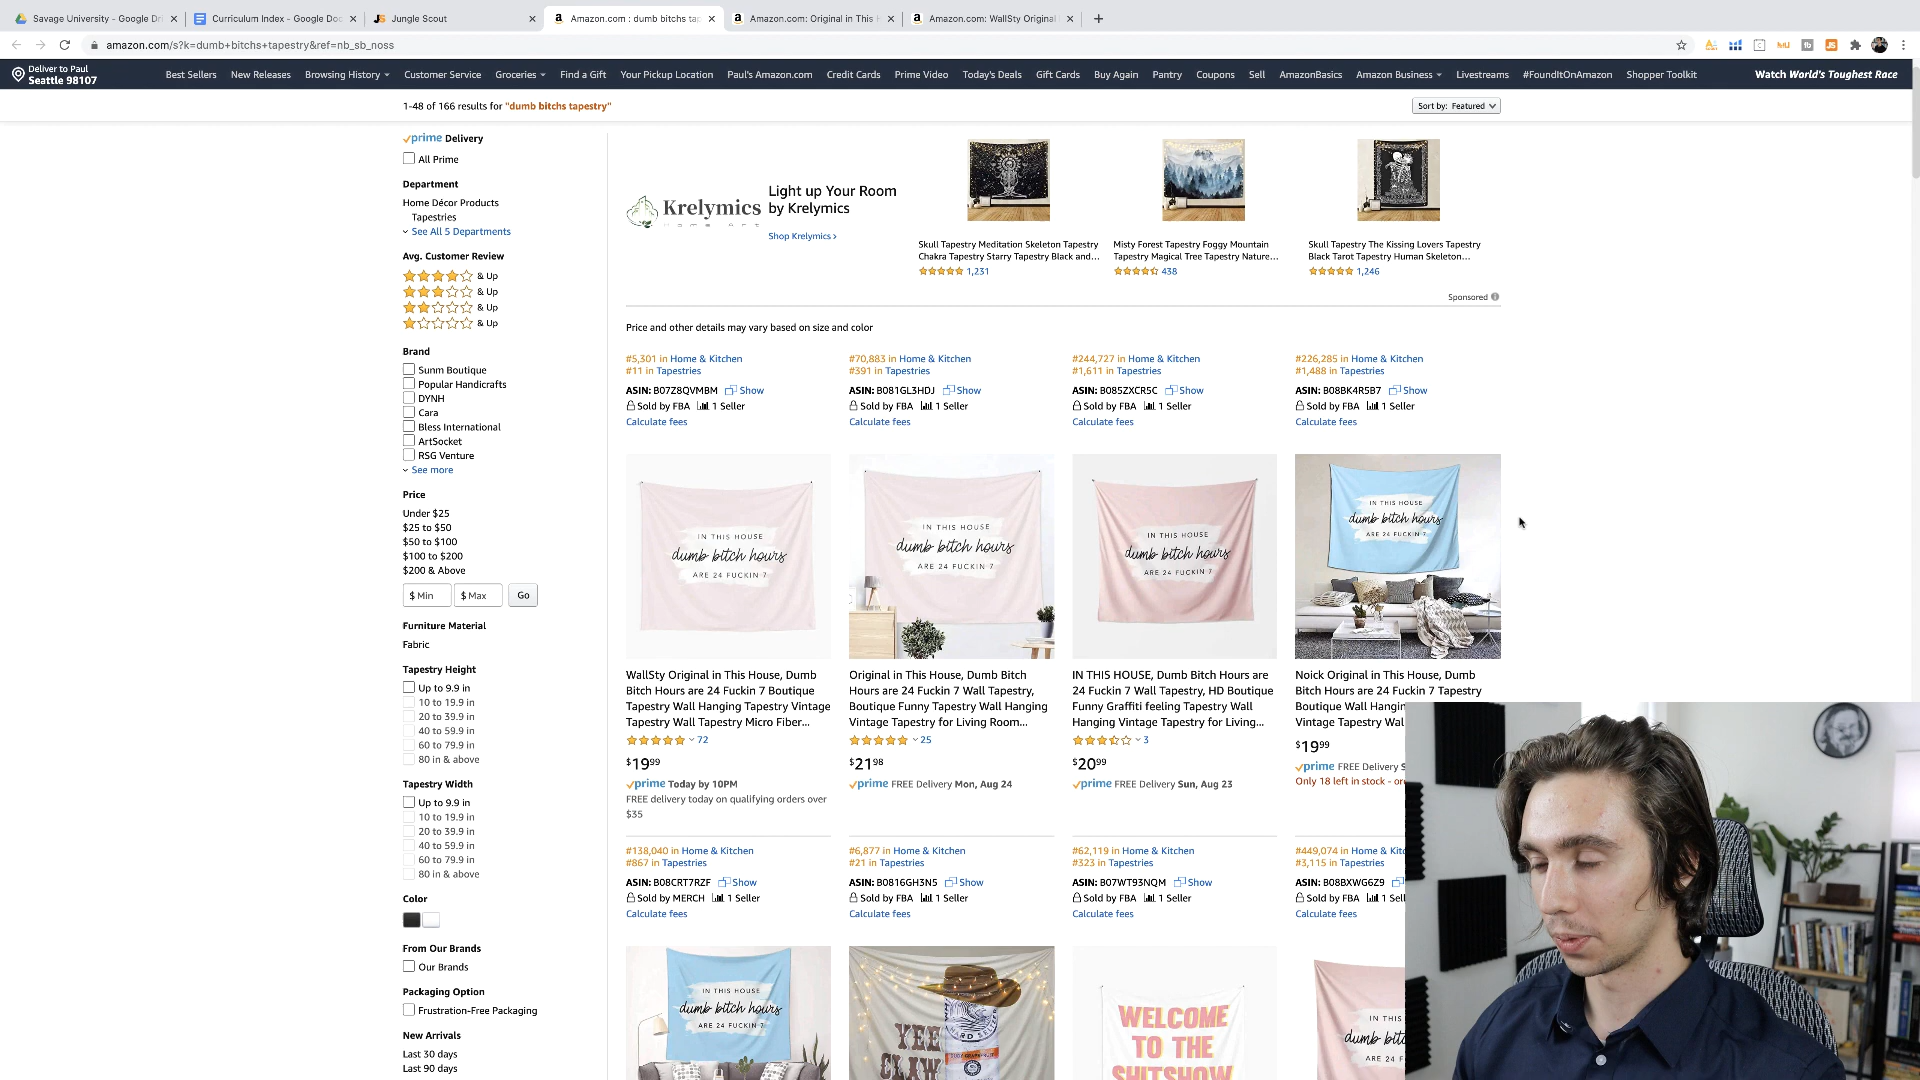 Savage University - Google Dri
Curriculum Index - Google Doc
Jungle Scout
Amazon.com : dumb bitchs tap
Amazon.com: Original in This H
Amazon.com: WallSty Original
amazon.com/s?k=dumb+bitchs+tapestry&ref=nb_sb_noss
Deliver to Paul
Seattle 98107
Best Sellers
New Releases
Browsing History
Customer Service
Groceries
Find a Gift
Your Pickup Location
Paul's Amazon.com
Credit Cards
Prime Video
Today's Deals
Gift Cards
Buy Again
Pantry
Coupons
Sell
AmazonBasics
Amazon Business
Livestreams
#FoundItOnAmazon
Shopper Toolkit
Watch World's Toughest Race
1-48 of 166 results for "dumb bitchs tapestry"
Sort by: Featured
prime Delivery
All Prime
Department
Home Décor Products
Tapestries
See All 5 Departments
Avg. Customer Review
& Up
& Up
& Up
& Up
Brand
Sunm Boutique
Popular Handicrafts
DYNH
Cara
Bless International
ArtSocket
RSG Venture
See more
Price
Under $25
$25 to $50
$50 to $100
$100 to $200
$200 & Above
$ Min
$ Max
Go
Furniture Material
Fabric
Tapestry Height
Up to 9.9 in
10 to 19.9 in
20 to 39.9 in
40 to 59.9 in
60 to 79.9 in
80 in & above
Tapestry Width
Up to 9.9 in
10 to 19.9 in
20 to 39.9 in
40 to 59.9 in
60 to 79.9 in
80 in & above
Color
From Our Brands
Our Brands
Packaging Option
Frustration-Free Packaging
New Arrivals
Last 30 days
Last 90 days
Krelymics
Light up Your Room
by Krelymics
Shop Krelymics ›
Skull Tapestry Meditation Skeleton Tapestry
Chakra Tapestry Starry Tapestry Black and...
1,231
Misty Forest Tapestry Foggy Mountain
Tapestry Magical Tree Tapestry Nature...
438
Skull Tapestry The Kissing Lovers Tapestry
Black Tarot Tapestry Human Skeleton...
1,246
Sponsored
Price and other details may vary based on size and color
#5,301 in Home & Kitchen
#11 in Tapestries
ASIN: B07Z8QVMBM Show
Sold by FBA 1 Seller
Calculate fees
IN THIS HOUSE
dumb bitch hours
ARE 24 FUCKIN 7
WallSty Original in This House, Dumb
Bitch Hours are 24 Fuckin 7 Boutique
Tapestry Wall Hanging Tapestry Vintage
Tapestry Wall Tapestry Micro Fiber...
72
$19 99
prime Today by 10PM
FREE delivery today on qualifying orders over
$35
#70,883 in Home & Kitchen
#391 in Tapestries
ASIN: B081GL3HDJ Show
Sold by FBA 1 Seller
Calculate fees
IN THIS HOUSE
dumb bitch hours
ARE 24 FUCKIN 7
Original in This House, Dumb Bitch
Hours are 24 Fuckin 7 Wall Tapestry,
Boutique Funny Tapestry Wall Hanging
Vintage Tapestry for Living Room...
25
$21 98
prime FREE Delivery Mon, Aug 24
#244,727 in Home & Kitchen
#1,611 in Tapestries
ASIN: B085ZXCR5C Show
Sold by FBA 1 Seller
Calculate fees
IN THIS HOUSE
dumb bitch hours
ARE 24 FUCKIN 7
IN THIS HOUSE, Dumb Bitch Hours are
24 Fuckin 7 Wall Tapestry, HD Boutique
Funny Graffiti feeling Tapestry Wall
Hanging Vintage Tapestry for Living...
3
$20 99
prime FREE Delivery Sun, Aug 23
#226,285 in Home & Kitchen
#1,488 in Tapestries
ASIN: B08BK4R5B7 Show
Sold by FBA 1 Seller
Calculate fees
IN THIS HOUSE
dumb bitch hours
ARE 24 FUCKIN 7
Noick Original in This House, Dumb
Bitch Hours are 24 Fuckin 7 Tapestry
Boutique Wall Hangin
Vintage Tapestry Wal
$19 99
prime FREE Delivery S
Only 18 left in stock - or
#138,040 in Home & Kitchen
#867 in Tapestries
ASIN: B08CRT7RZF Show
Sold by MERCH 1 Seller
Calculate fees
IN THIS HOUSE
dumb bitch hours
ARE 24 FUCKIN 7
#6,877 in Home & Kitchen
#21 in Tapestries
ASIN: B0816GH3N5 Show
Sold by FBA 1 Seller
Calculate fees
YEE
CLAW
#62,119 in Home & Kitchen
#323 in Tapestries
ASIN: B07WT93NQM Show
Sold by FBA 1 Seller
Calculate fees
WELCOME
TO THE
SHITSHOW
#449,074 in Home & Kitc
#3,115 in Tapestries
ASIN: B08BXWG6Z9
Sold by FBA 1 Sell
Calculate fees
IN THIS
dumb bit
ARE 24 F